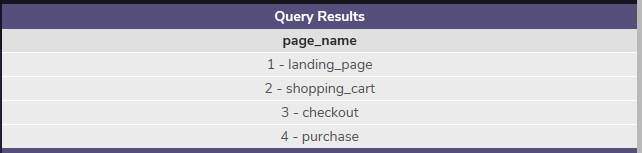 Query Results
page_name
1 - landing_page
2 - shopping_cart
3 - checkout
4 - purchase